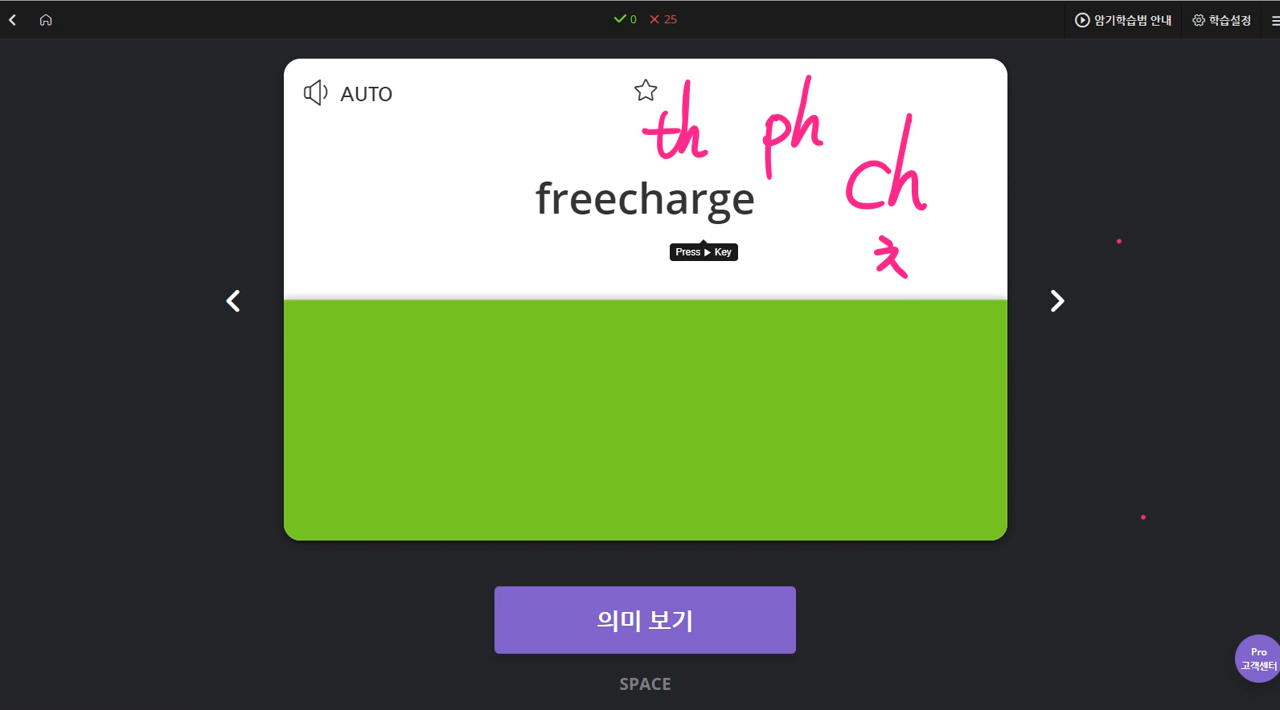 0 25 암기학습법 안내 학습설정
AUTO
th ph
ch
freecharge
ㅊ
Press ▶ Key
의미 보기
SPACE
Pro
고객센터